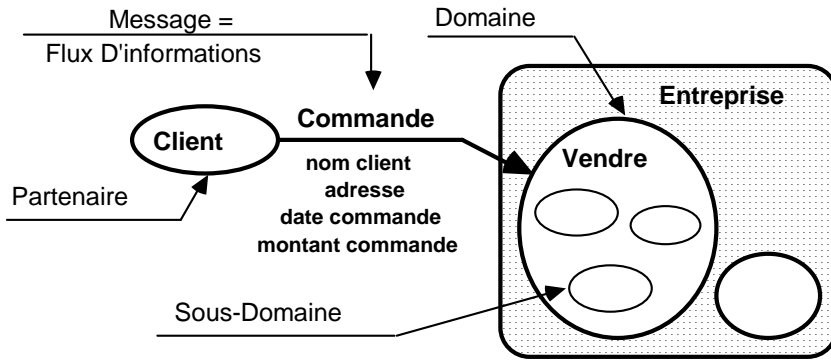 Message =
Flux D'informations
Domaine
Entreprise
Client
Commande
Vendre
nom client
adresse
date commande
montant commande
Partenaire
Sous-Domaine